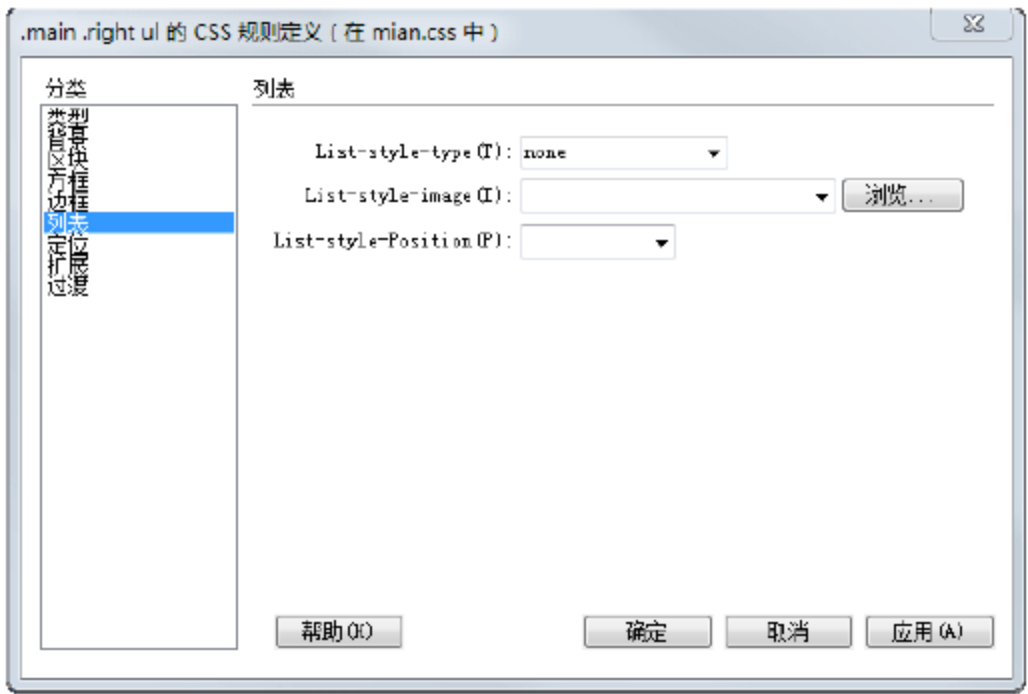 .main .right ul 的 CSS 规则定义 ( 在 mian.css 中 )
分类
类型
背景
区块
方框
边框
列表
定位
扩展
过渡
列表
List-style-type(T): none
List-style-image(I): 浏览...
List-style-Position(P):
帮助(H) 确定 取消 应用(A)